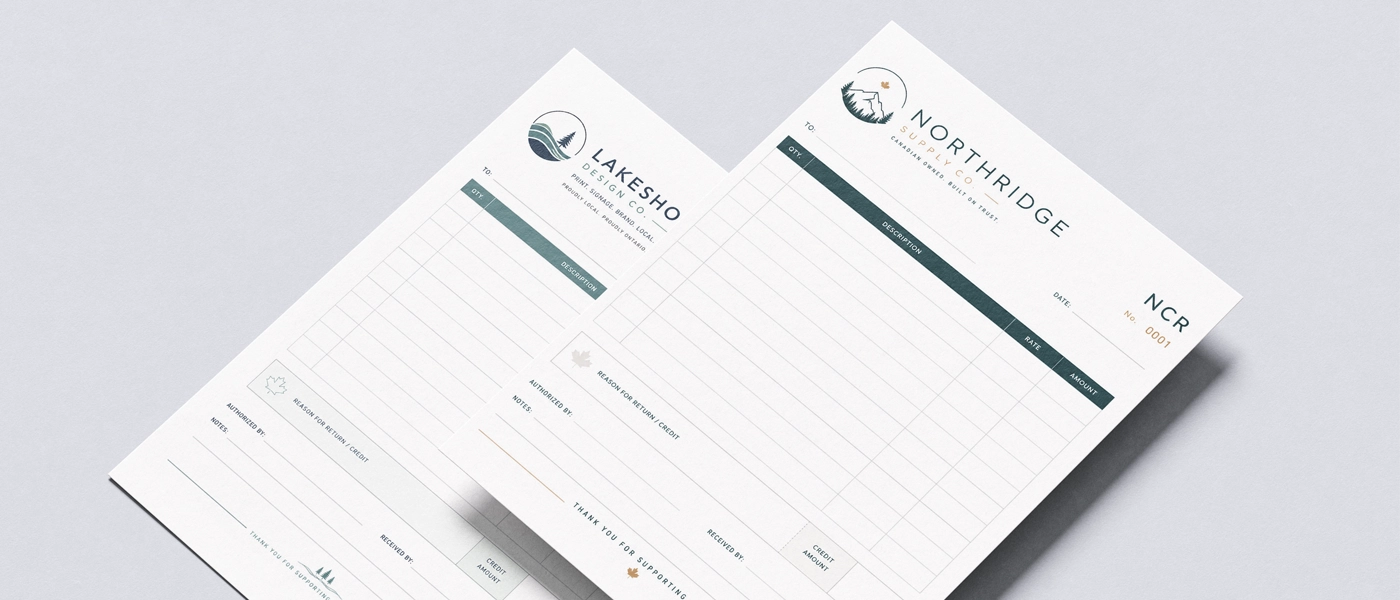 LAKESHO
DESIGN CO.
PRINT. SIGNAGE. BRAND. LOCAL.
PROUDLY LOCAL. PROUDLY ONTARIO.
TO:
QTY.
DESCRIPTION
REASON FOR RETURN / CREDIT
AUTHORIZED BY:
NOTES:
RECEIVED BY:
CREDIT
AMOUNT
THANK YOU FOR SUPPORTING
NORTHRIDGE
SUPPLY CO.
CANADIAN OWNED. BUILT ON TRUST.
TO:
DATE:
NCR
No. 0001
QTY.
DESCRIPTION
RATE
AMOUNT
REASON FOR RETURN / CREDIT
AUTHORIZED BY:
NOTES:
RECEIVED BY:
CREDIT
AMOUNT
THANK YOU FOR SUPPORTING